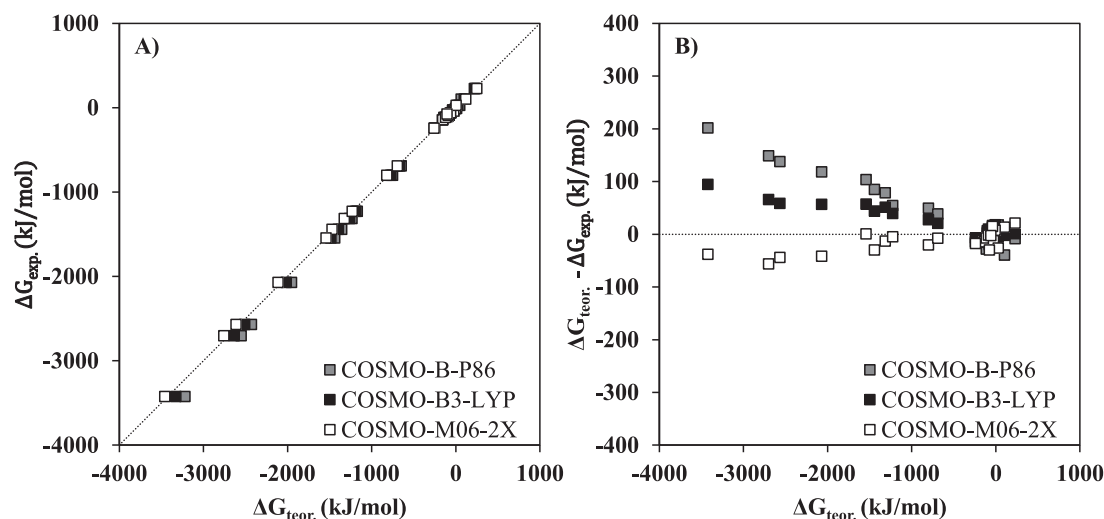 A)
1000
0
-1000
-2000
-3000
-4000
ΔGexp. (kJ/mol)
COSMO-B-P86
COSMO-B3-LYP
COSMO-M06-2X
-4000 -3000 -2000 -1000 0 1000
ΔGteor. (kJ/mol)
B)
400
300
200
100
0
-100
-200
-300
-400
ΔGteor. -ΔGexp. (kJ/mol)
COSMO-B-P86
COSMO-B3-LYP
COSMO-M06-2X
-4000 -3000 -2000 -1000 0 1000
ΔGteor. (kJ/mol)